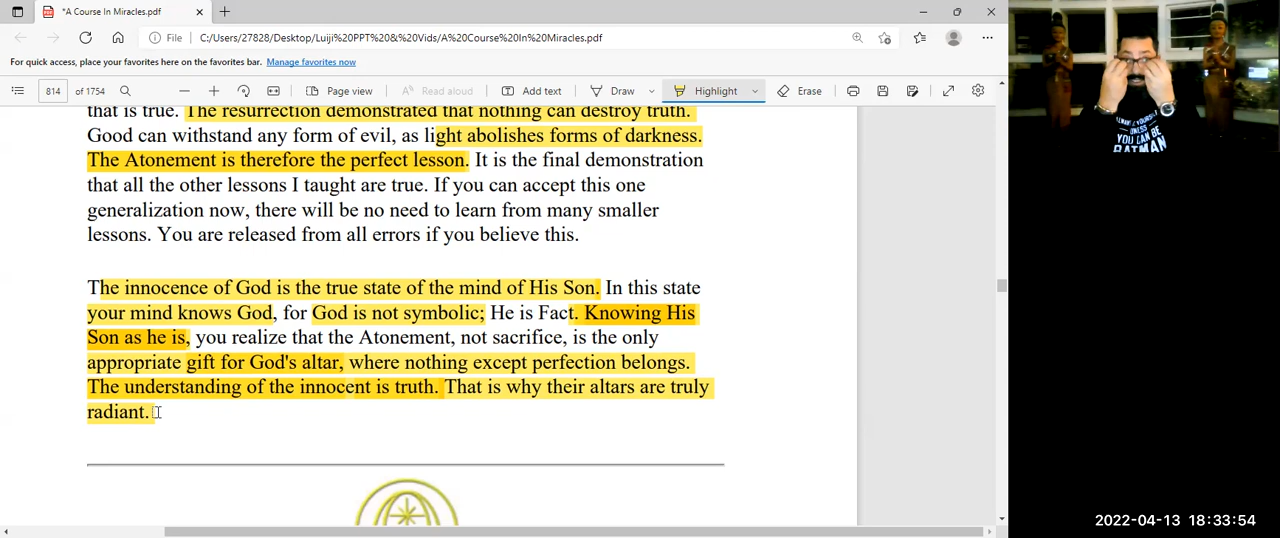 *A Course In Miracles.pdf
File
C:/Users/27828/Desktop/Luiji%20PPT%20&%20Vids/A%20Course%20In%20Miracles.pdf
For quick access, place your favorites here on the favorites bar. Manage favorites now
814 of 1754
Page view
Read aloud
Add text
Draw
Highlight
Erase
that is true. The resurrection demonstrated that nothing can destroy truth.
Good can withstand any form of evil, as light abolishes forms of darkness.
The Atonement is therefore the perfect lesson. It is the final demonstration
that all the other lessons I taught are true. If you can accept this one
generalization now, there will be no need to learn from many smaller
lessons. You are released from all errors if you believe this.
The innocence of God is the true state of the mind of His Son. In this state
your mind knows God, for God is not symbolic; He is Fact. Knowing His
Son as he is, you realize that the Atonement, not sacrifice, is the only
appropriate gift for God's altar, where nothing except perfection belongs.
The understanding of the innocent is truth. That is why their altars are truly
radiant.
UNLESS
YOU CAN BE
BATMAN
2022-04-13 18:33:54